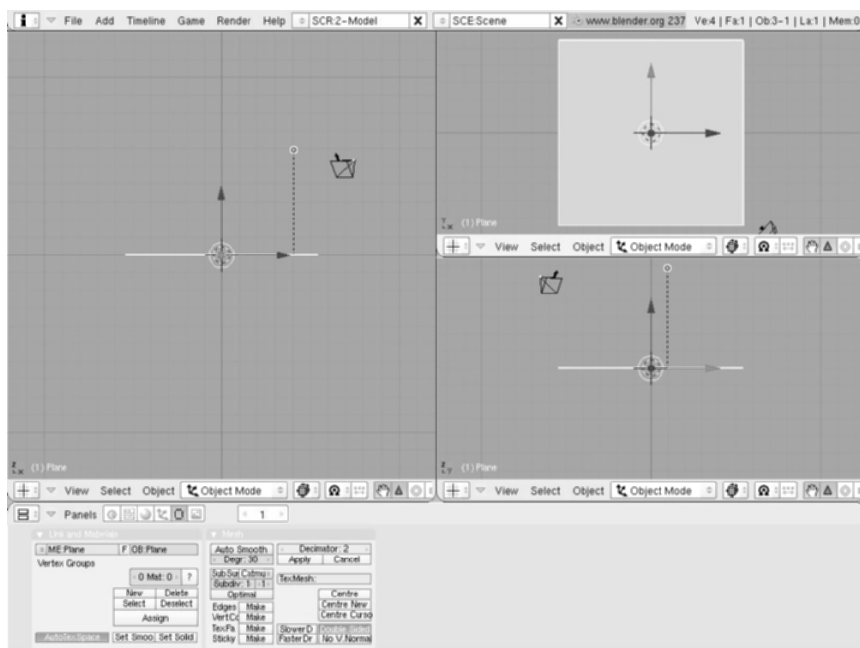 File Add Timeline Game Render Help SCR:2-Model X SCE:Scene X www.blender.org 237 Ve:4 | Fa:1 | Ob:3-1 | La:1 | Mem:0
(1) Plane
View Select Object Object Mode
(1) Plane
View Select Object Object Mode
(1) Plane
View Select Object Object Mode
Panels 1
Link and Materials
ME:Plane F OB:Plane
Vertex Groups
0 Mat: 0 ?
New Delete
Select Deselect
Assign
AutoTexSpace Set Smoo Set Solid
Mesh
Auto Smooth Decimator: 2
Degr: 30 Apply Cancel
SubSur Catmu
Subdiv: 1 1
Optimal
TexMesh:
Edges Make
VertCo Make
TexFa Make
Sticky Make
Centre
Centre New
Centre Curso
SlowerD Double Sided
FasterDr No V.Normal